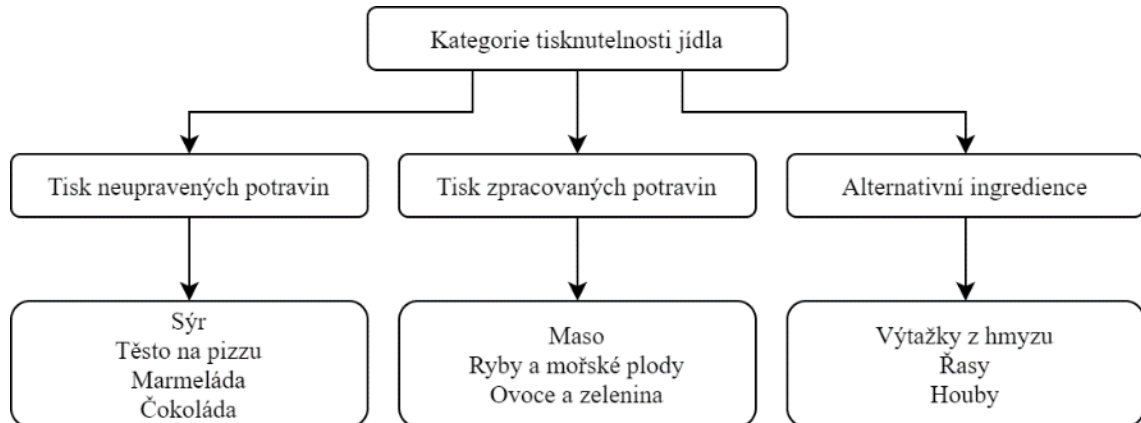 Kategorie tisknutelnosti jídla
Tisk neupravených potravin
Tisk zpracovaných potravin
Alternativní ingredience
Sýr
Těsto na pizzu
Marmeláda
Čokoláda
Maso
Ryby a mořské plody
Ovoce a zelenina
Výtažky z hmyzu
Řasy
Houby